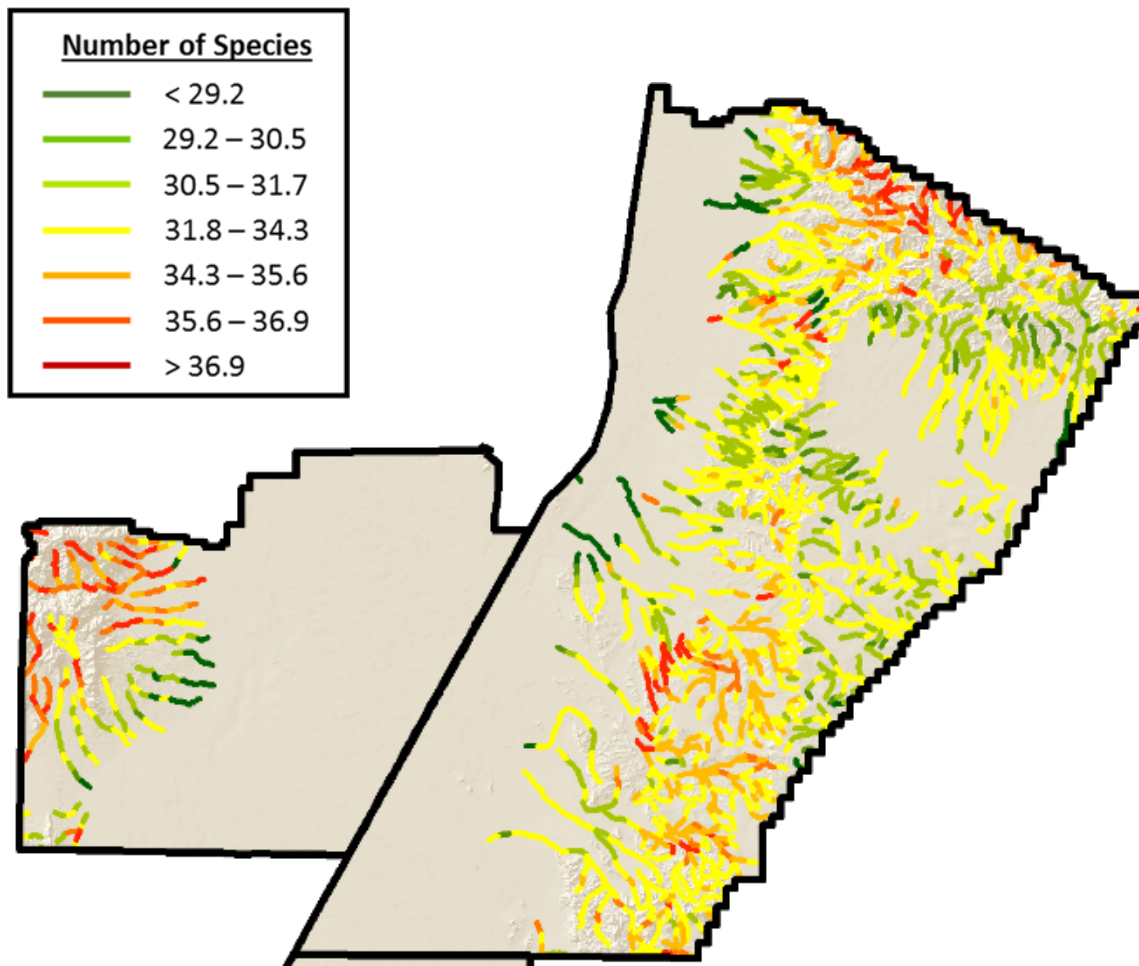 Number of Species
< 29.2
29.2 – 30.5
30.5 – 31.7
31.8 – 34.3
34.3 – 35.6
35.6 – 36.9
> 36.9